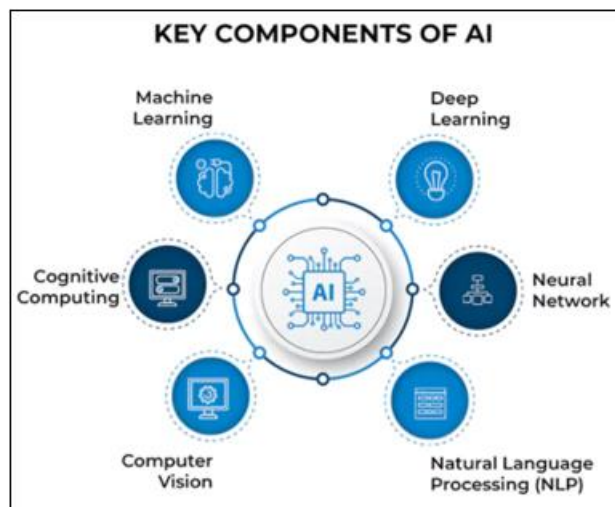 KEY COMPONENTS OF AI
Machine
Learning
Deep
Learning
Cognitive
Computing
AI
Neural
Network
Computer
Vision
Natural Language
Processing (NLP)